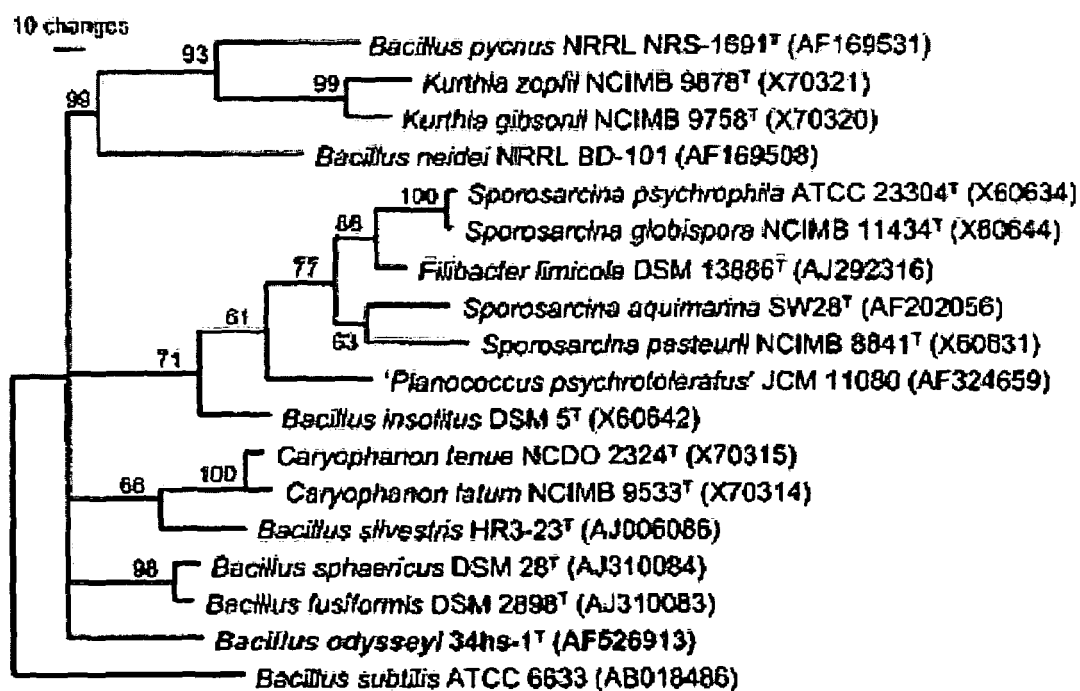 10 changes
93
Bacillus pycnus NRRL NRS-1691ᵀ (AF169531)
99
Kurthia zopfii NCIMB 9878ᵀ (X70321)
99
Kurthia gibsonii NCIMB 9758ᵀ (X70320)
Bacillus neidei NRRL BD-101 (AF169508)
100
Sporosarcina psychrophila ATCC 23304ᵀ (X60634)
88
Sporosarcina globispora NCIMB 11434ᵀ (X60644)
77
Filibacter limicola DSM 13886ᵀ (AJ292316)
61
Sporosarcina aquimarina SW28ᵀ (AF202056)
63
Sporosarcina pasteurii NCIMB 8841ᵀ (X60631)
71
'Planococcus psychrotoleratus' JCM 11080 (AF324659)
Bacillus insolitus DSM 5ᵀ (X60642)
100
Caryophanon tenue NCDO 2324ᵀ (X70315)
66
Caryophanon latum NCIMB 9533ᵀ (X70314)
Bacillus silvestris HR3-23ᵀ (AJ006086)
98
Bacillus sphaericus DSM 28ᵀ (AJ310084)
Bacillus fusiformis DSM 2898ᵀ (AJ310083)
Bacillus odysseyi 34hs-1ᵀ (AF526913)
Bacillus subtilis ATCC 6633 (AB018486)